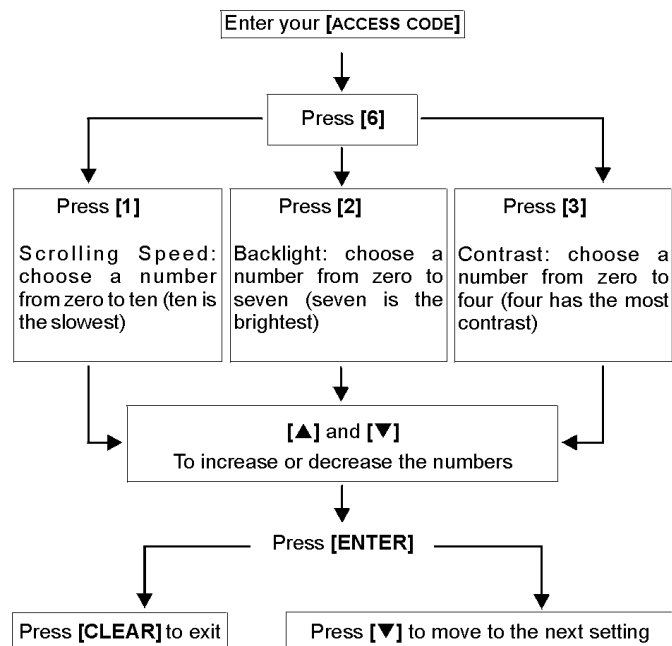 Enter your [ACCESS CODE]
Press [6]
Press [1]
Scrolling Speed:
choose a number
from zero to ten (ten is
the slowest)
Press [2]
Backlight: choose a
number from zero to
seven (seven is the
brightest)
Press [3]
Contrast: choose a
number from zero to
four (four has the most
contrast)
[▲] and [▼]
To increase or decrease the numbers
Press [ENTER]
Press [CLEAR] to exit
Press [▼] to move to the next setting